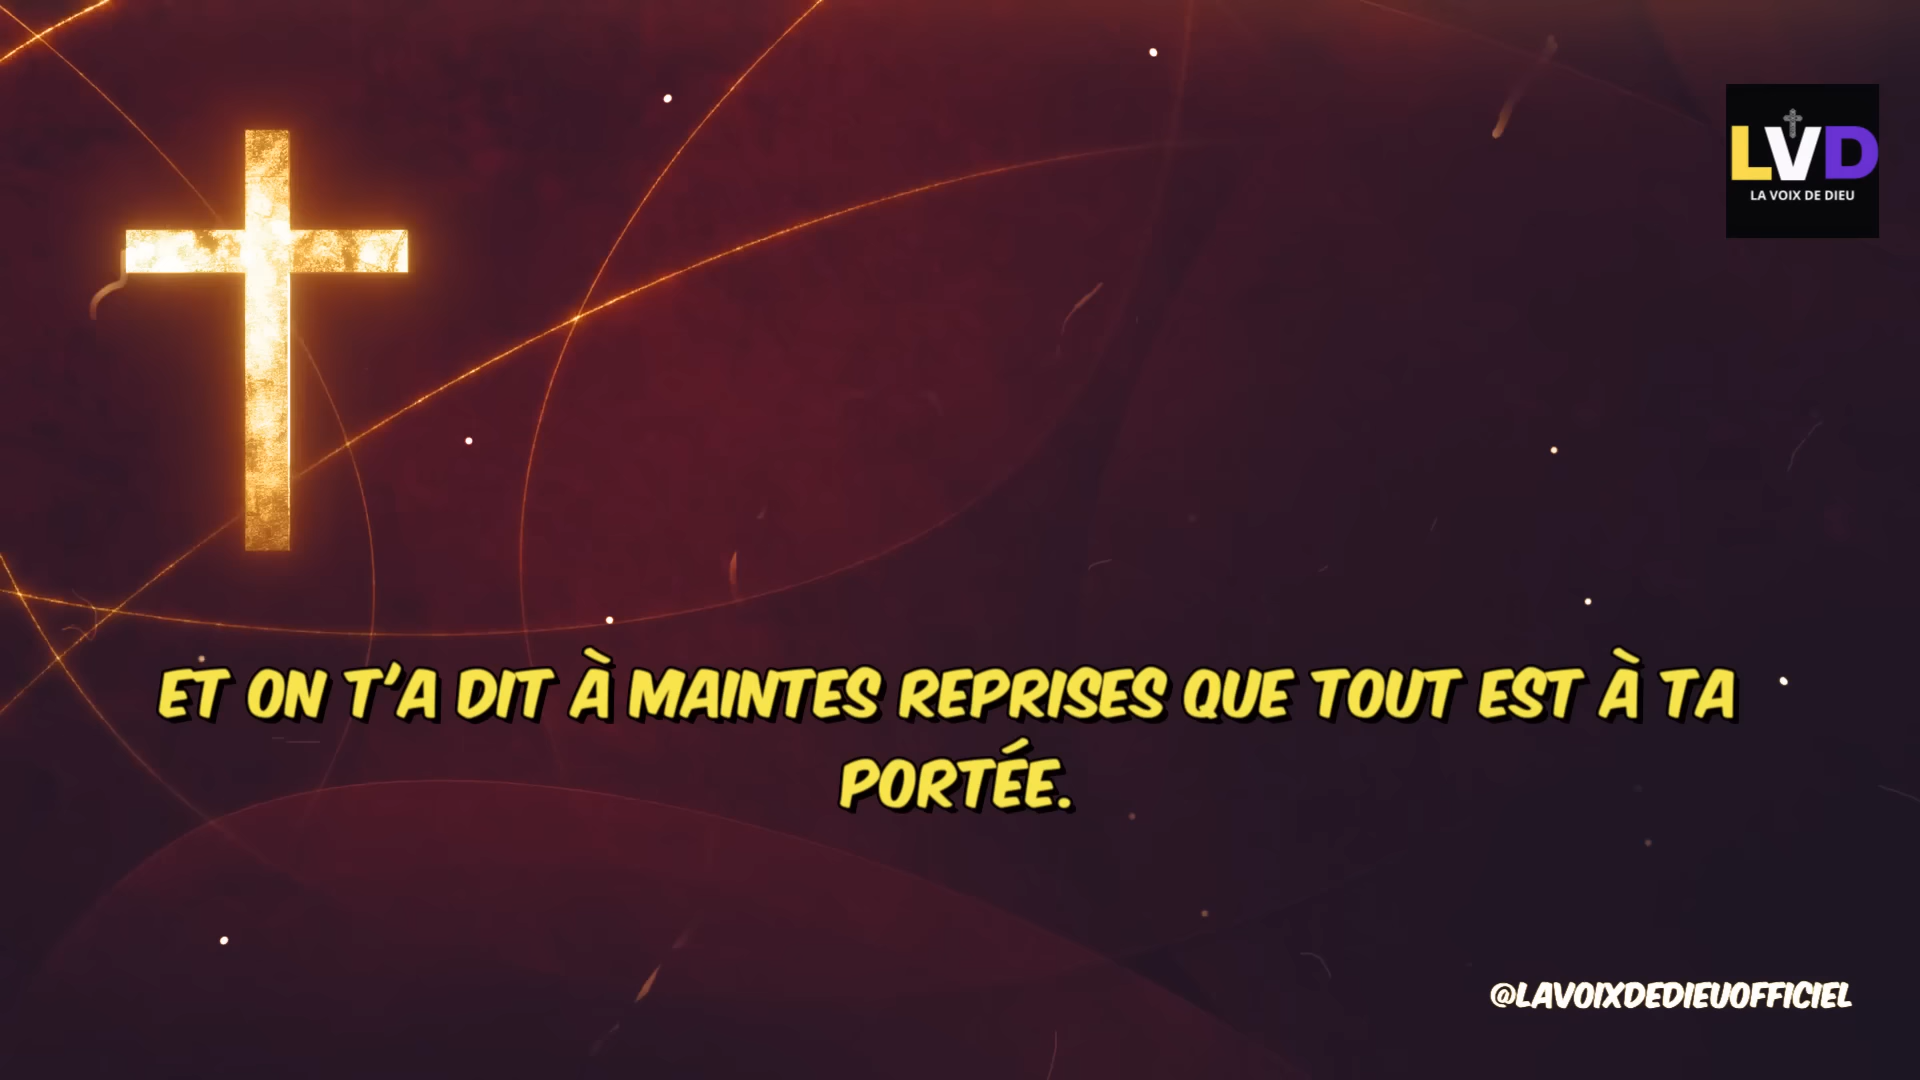 LVD
LA VOIX DE DIEU
ET ON T'A DIT À MAINTES REPRISES QUE TOUT EST À TA
PORTÉE.
@LAVOIXDEDIEUOFFICIEL